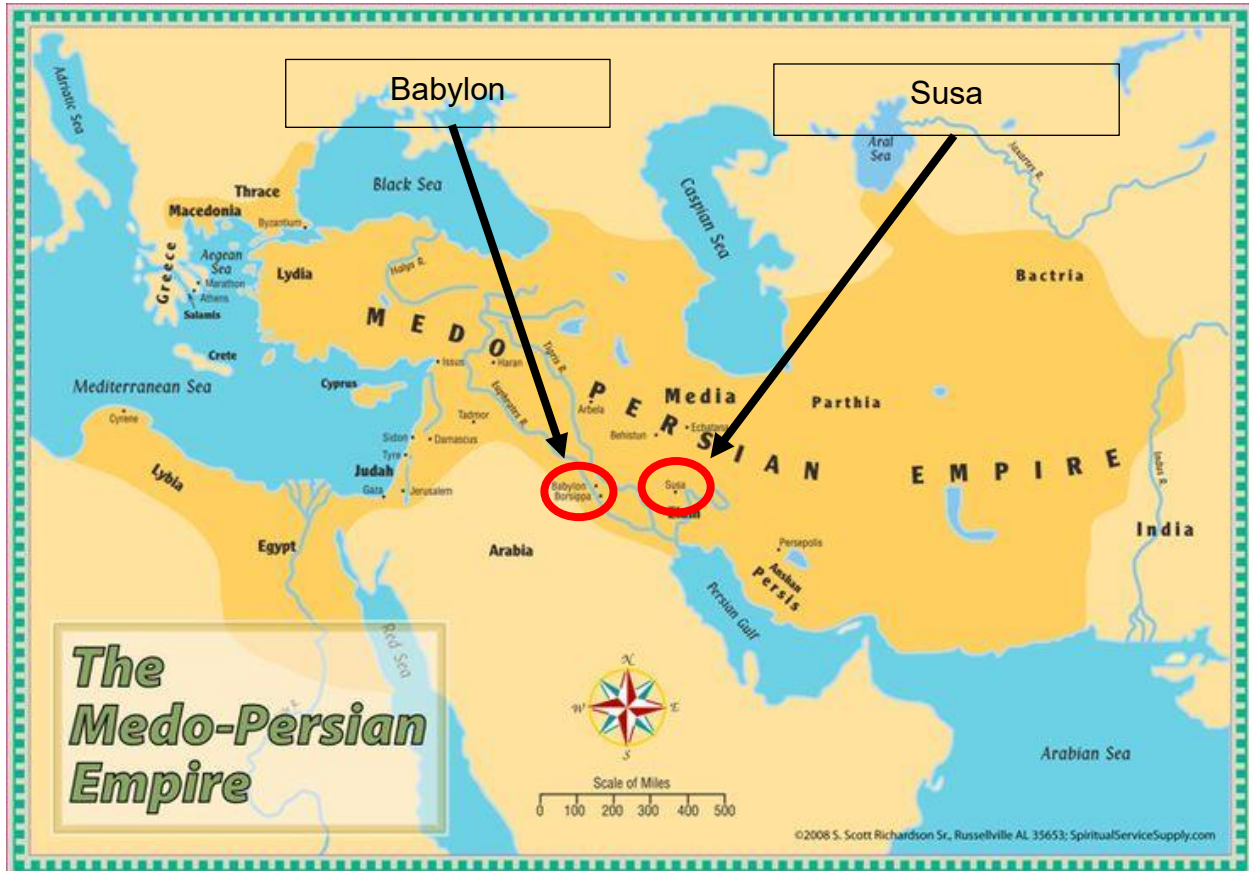 Babylon
Susa
Adriatic Sea
Black Sea
Caspian Sea
Aral
Sea
Jaxartes R.
Thrace
Macedonia
Byzantium
Greece
Aegean
Sea
Marathon
Athens
Salamis
Lydia
Halys R.
Bactria
MEDO
PERSIAN EMPIRE
Crete
Mediterranean Sea
Cyprus
Issus
Haran
Tigris R.
Euphrates R.
Arbela
Media
Parthia
Behistun
Ecbatana
Cyrene
Tadmor
Sidon
Damascus
Tyre
Judah
Gaza
Jerusalem
Lybia
Babylon
Borsippa
Susa
Elam
Indus R.
India
Egypt
Arabia
Persepolis
Anshan
Persis
Persian Gulf
Red Sea
The
Medo-Persian
Empire
N
W
E
S
Scale of Miles
0 100 200 300 400 500
Arabian Sea
©2008 S. Scott Richardson Sr., Russellville AL 35653; SpiritualServiceSupply.com